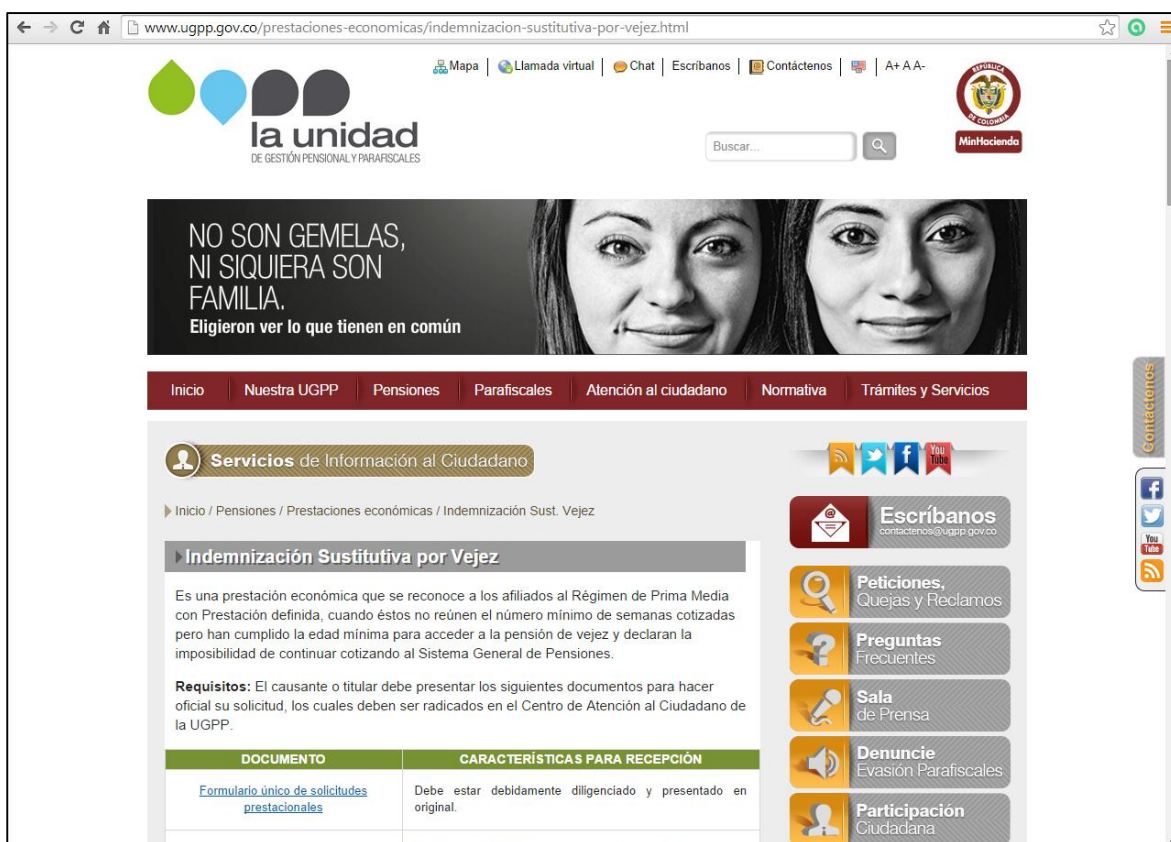 www.ugpp.gov.co/prestaciones-economicas/indemnizacion-sustitutiva-por-vejez.html
Mapa | Llamada virtual | Chat | Escríbanos | Contáctenos | | A+ A A-
la unidad
DE GESTIÓN PENSIONAL Y PARAFISCALES
Buscar...
REPÚBLICA
DE COLOMBIA
MinHacienda
NO SON GEMELAS,
NI SIQUIERA SON
FAMILIA.
Eligieron ver lo que tienen en común
Inicio Nuestra UGPP Pensiones Parafiscales Atención al ciudadano Normativa Trámites y Servicios
Servicios de Información al Ciudadano
Inicio / Pensiones / Prestaciones económicas / Indemnización Sust. Vejez
Indemnización Sustitutiva por Vejez
Es una prestación económica que se reconoce a los afiliados al Régimen de Prima Media
con Prestación definida, cuando éstos no reúnen el número mínimo de semanas cotizadas
pero han cumplido la edad mínima para acceder a la pensión de vejez y declaran la
imposibilidad de continuar cotizando al Sistema General de Pensiones.
Requisitos: El causante o titular debe presentar los siguientes documentos para hacer
oficial su solicitud, los cuales deben ser radicados en el Centro de Atención al Ciudadano de
la UGPP.
DOCUMENTO CARACTERÍSTICAS PARA RECEPCIÓN
Formulario único de solicitudes
prestacionales
Debe estar debidamente diligenciado y presentado en
original.
You
Tube
Escríbanos
contactenos@ugpp.gov.co
Peticiones,
Quejas y Reclamos
Preguntas
Frecuentes
Sala
de Prensa
Denuncie
Evasión Parafiscales
Participación
Ciudadana
Contáctenos
You
Tube